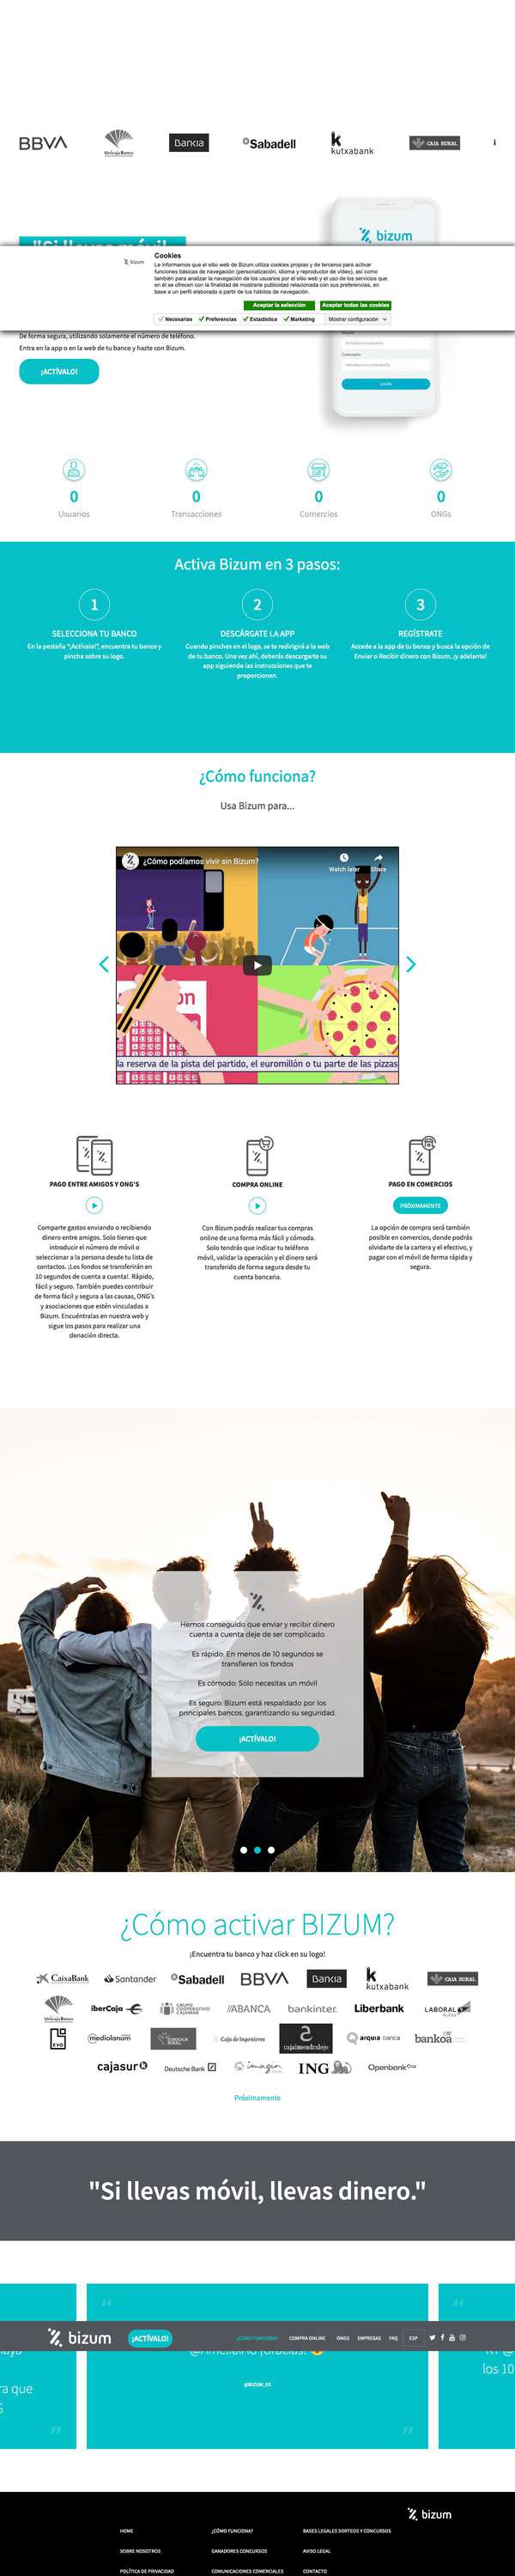 BBVA
Unicaja Banco
Bankia
Sabadell
kutxabank
CAJA RURAL
bizum
"Si llevas móvil
Cookies
bizum
Le informamos que el sitio web de Bizum utiliza cookies propias y de terceros para activar
funciones básicas de navegación (personalización, idioma y reproductor de vídeo), así como
también para analizar la navegación de los usuarios por el sitio web y el uso de los servicios que
en él se ofrecen con la finalidad de mostrarle publicidad relacionada con sus preferencias, en
base a un perfil elaborado a partir de tus hábitos de navegación.
Aceptar la selección
Aceptar todas las cookies
Necesarias
Preferencias
Estadística
Marketing
Mostrar configuración
De forma segura, utilizando solamente el número de teléfono.
Entra en la app o en la web de tu banco y hazte con Bizum.
¡ACTÍVALO!
LOGIN
0
0
0
0
Usuarios
Transacciones
Comercios
ONGs
Activa Bizum en 3 pasos:
1
2
3
SELECCIONA TU BANCO
DESCÁRGATE LA APP
REGÍSTRATE
En la pestaña "¡Actívalo!", encuentra tu banco y
pincha sobre su logo.
Cuando pinches en el logo, se te redirigirá a la web
de tu banco. Una vez ahí, deberás descargarte su
app siguiendo las instrucciones que te
proporcionen.
Accede a la app de tu banco y busca la opción de
Enviar o Recibir dinero con Bizum, ¡y adelante!
¿Cómo funciona?
Usa Bizum para...
¿Cómo podíamos vivir sin Bizum?
Watch later
Share
la reserva de la pista del partido, el euromillón o tu parte de las pizzas
PAGO ENTRE AMIGOS Y ONG'S
COMPRA ONLINE
PAGO EN COMERCIOS
PRÓXIMAMENTE
Comparte gastos enviando o recibiendo
dinero entre amigos. Solo tienes que
introducir el número de móvil o
seleccionar a la persona desde tu lista de
contactos. ¡Los fondos se transferirán en
10 segundos de cuenta a cuenta!. Rápido,
fácil y seguro. También puedes contribuir
de forma fácil y segura a las causas, ONG's
y asociaciones que estén vinculadas a
Bizum. Encuéntralas en nuestra web y
sigue los pasos para realizar una
donación directa.
Con Bizum podrás realizar tus compras
online de una forma más fácil y cómoda.
Solo tendrás que indicar tu teléfono
móvil, validar la operación y el dinero será
transferido de forma segura desde tu
cuenta bancaria.
La opción de compra será también
posible en comercios, donde podrás
olvidarte de la cartera y el efectivo, y
pagar con el móvil de forma rápida y
segura.
Hemos conseguido que enviar y recibir dinero
cuenta a cuenta deje de ser complicado.
Es rápido: En menos de 10 segundos se
transfieren los fondos
Es cómodo: Sólo necesitas un móvil
Es seguro: Bizum está respaldado por los
principales bancos, garantizando su seguridad.
¡ACTÍVALO!
¿Cómo activar BIZUM?
¡Encuentra tu banco y haz click en su logo!
CaixaBank
Santander
Sabadell
BBVA
Bankia
kutxabank
CAJA RURAL
Unicaja Banco
iberCaja
GRUPO COOPERATIVO CAJAMAR
ABANCA
bankinter.
Liberbank
LABORAL kutxa
EVO
mediolanum
EUROCAJA RURAL
Caja de Ingenieros
cajalmendralejo
arquia banca
bankoa
cajasur
Deutsche Bank
imagin
ING
Openbank
Próximamente
"Si llevas móvil, llevas dinero."
bizum
¡ACTÍVALO!
¿CÓMO FUNCIONA?
COMPRA ONLINE
ONGS
EMPRESAS
FAQ
ESP
¡Gracias!
los 10
ra que
@BIZUM_ES
bizum
HOME
¿CÓMO FUNCIONA?
BASES LEGALES SORTEOS Y CONCURSOS
SOBRE NOSOTROS
GANADORES CONCURSOS
AVISO LEGAL
POLÍTICA DE PRIVACIDAD
COMUNICACIONES COMERCIALES
CONTACTO